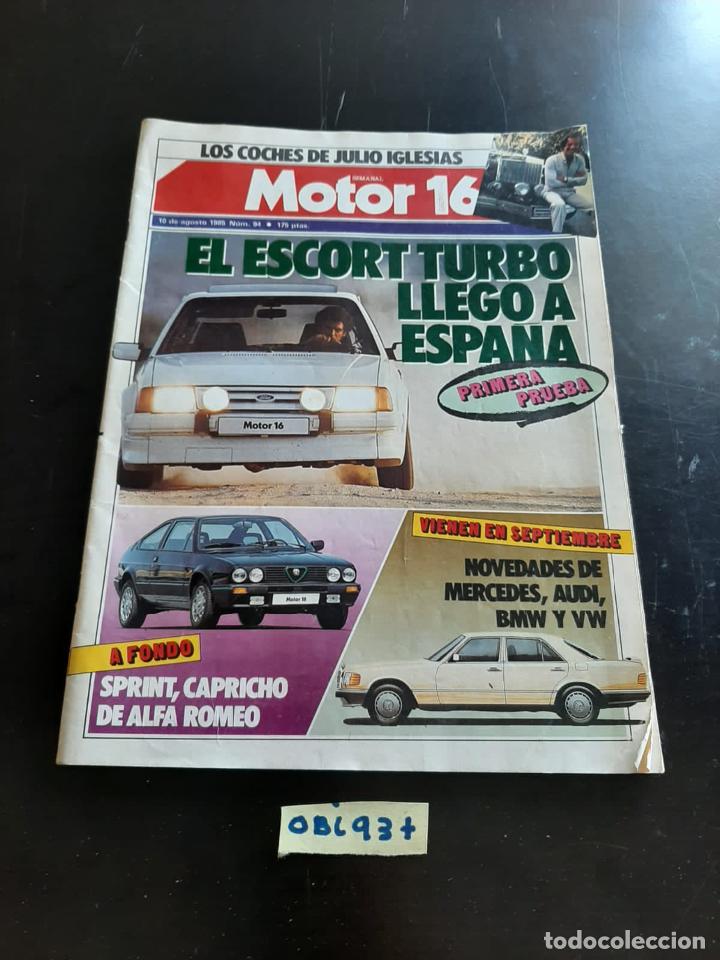 LOS COCHES DE JULIO IGLESIAS
SEMANAL
Motor 16
10 de agosto 1985 Núm. 94 ● 175 ptas.
EL ESCORT TURBO
LLEGO A
ESPAÑA
PRIMERA
PRUEBA
Ford
Motor 16
VIENEN EN SEPTIEMBRE
NOVEDADES DE
MERCEDES, AUDI,
BMW Y VW
Motor 16
A FONDO
SPRINT, CAPRICHO
DE ALFA ROMEO
OBi93+
todocoleccion